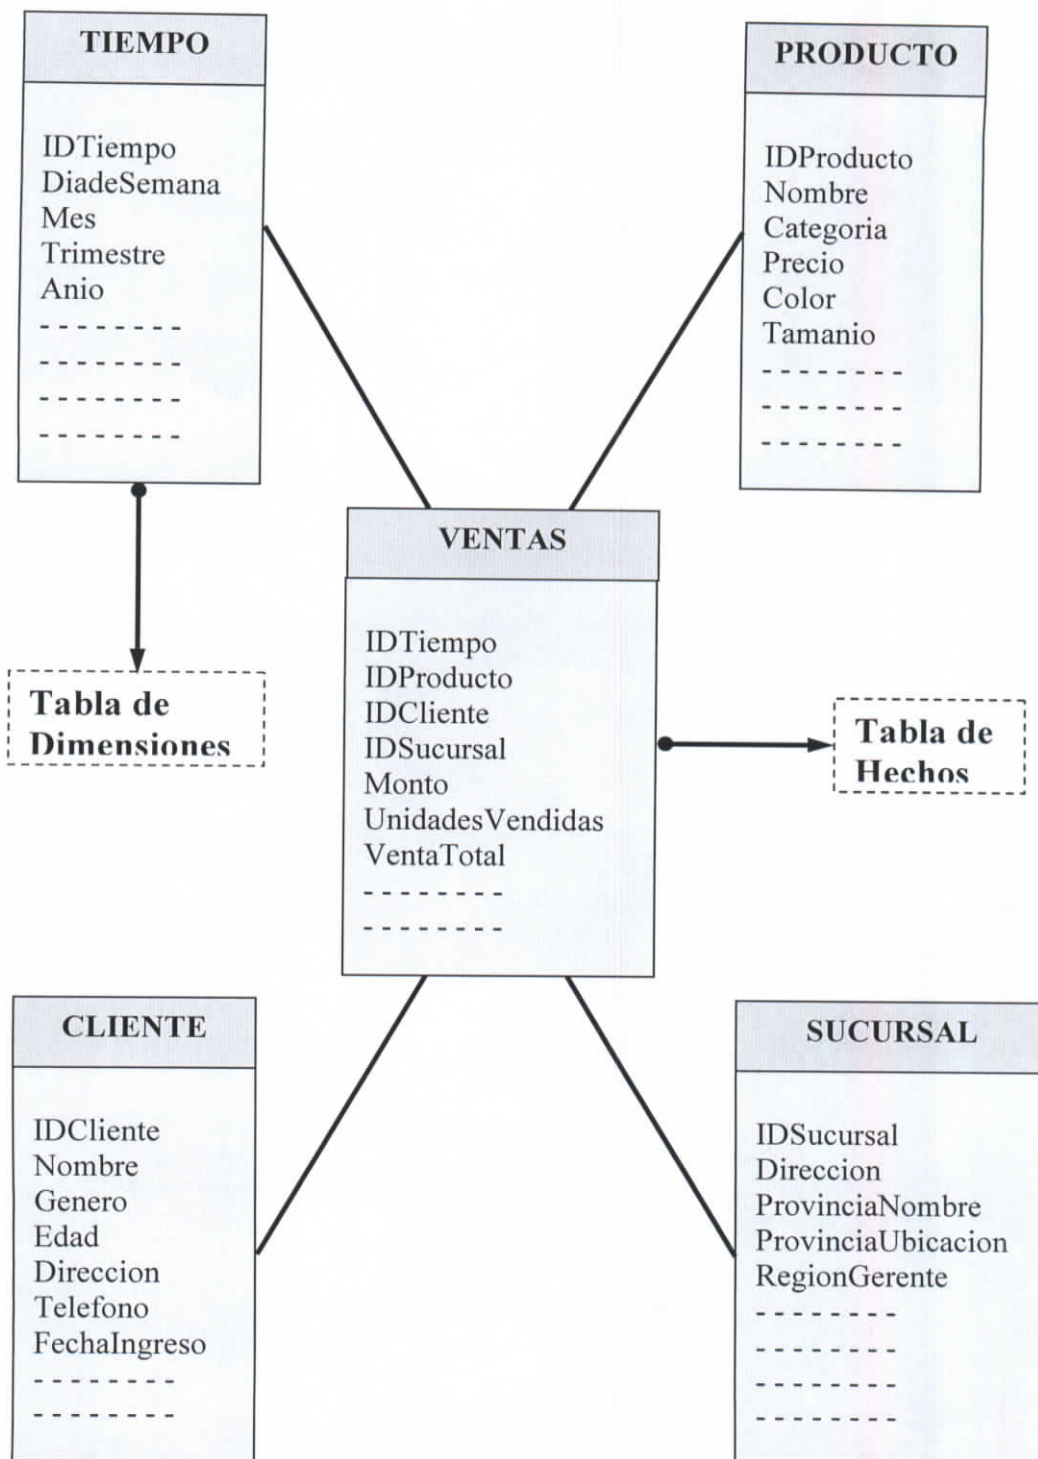 TIEMPO
IDTiempo
DiadeSemana
Mes
Trimestre
Anio
- - - - - - - -
- - - - - - - -
- - - - - - - -
- - - - - - - -
PRODUCTO
IDProducto
Nombre
Categoria
Precio
Color
Tamanio
- - - - - - - -
- - - - - - - -
- - - - - - - -
VENTAS
IDTiempo
IDProducto
IDCliente
IDSucursal
Monto
UnidadesVendidas
VentaTotal
- - - - - - - -
- - - - - - - -
Tabla de
Dimensiones
Tabla de
Hechos
CLIENTE
IDCliente
Nombre
Genero
Edad
Direccion
Telefono
FechaIngreso
- - - - - - - -
- - - - - - - -
SUCURSAL
IDSucursal
Direccion
ProvinciaNombre
ProvinciaUbicacion
RegionGerente
- - - - - - - -
- - - - - - - -
- - - - - - - -
- - - - - - - -